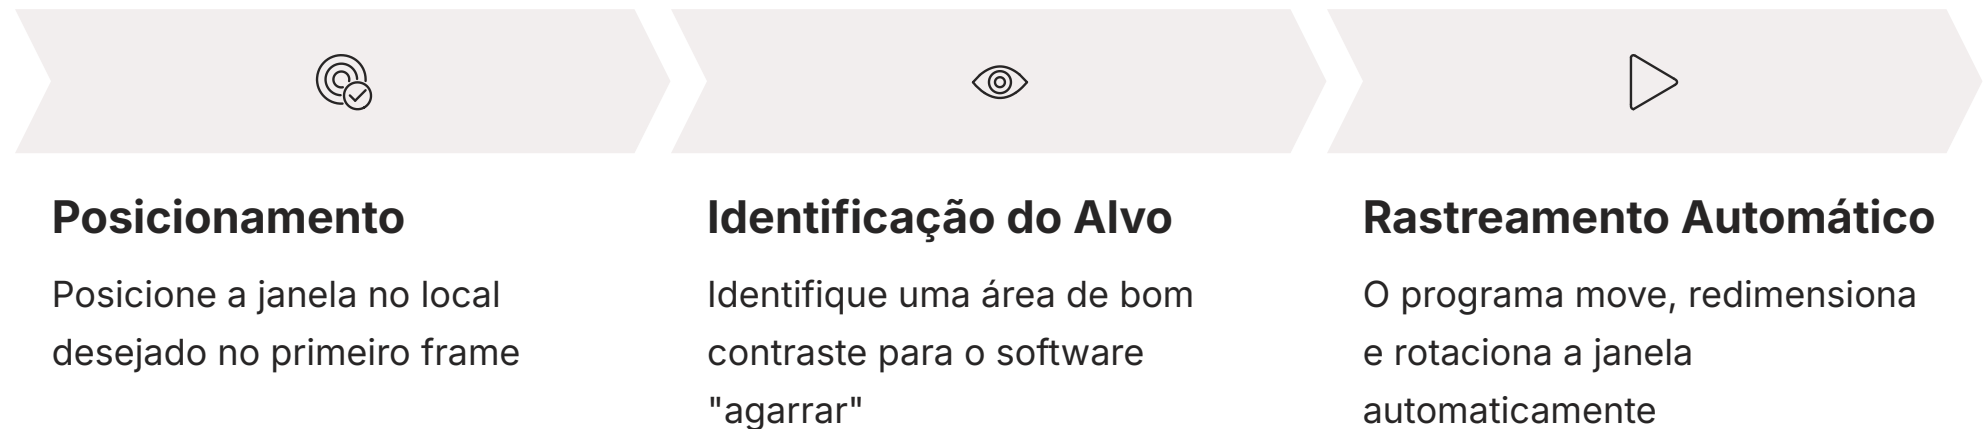 Posicionamento
Posicione a janela no local
desejado no primeiro frame
Identificação do Alvo
Identifique uma área de bom
contraste para o software
"agarrar"
Rastreamento Automático
O programa move, redimensiona
e rotaciona a janela
automaticamente